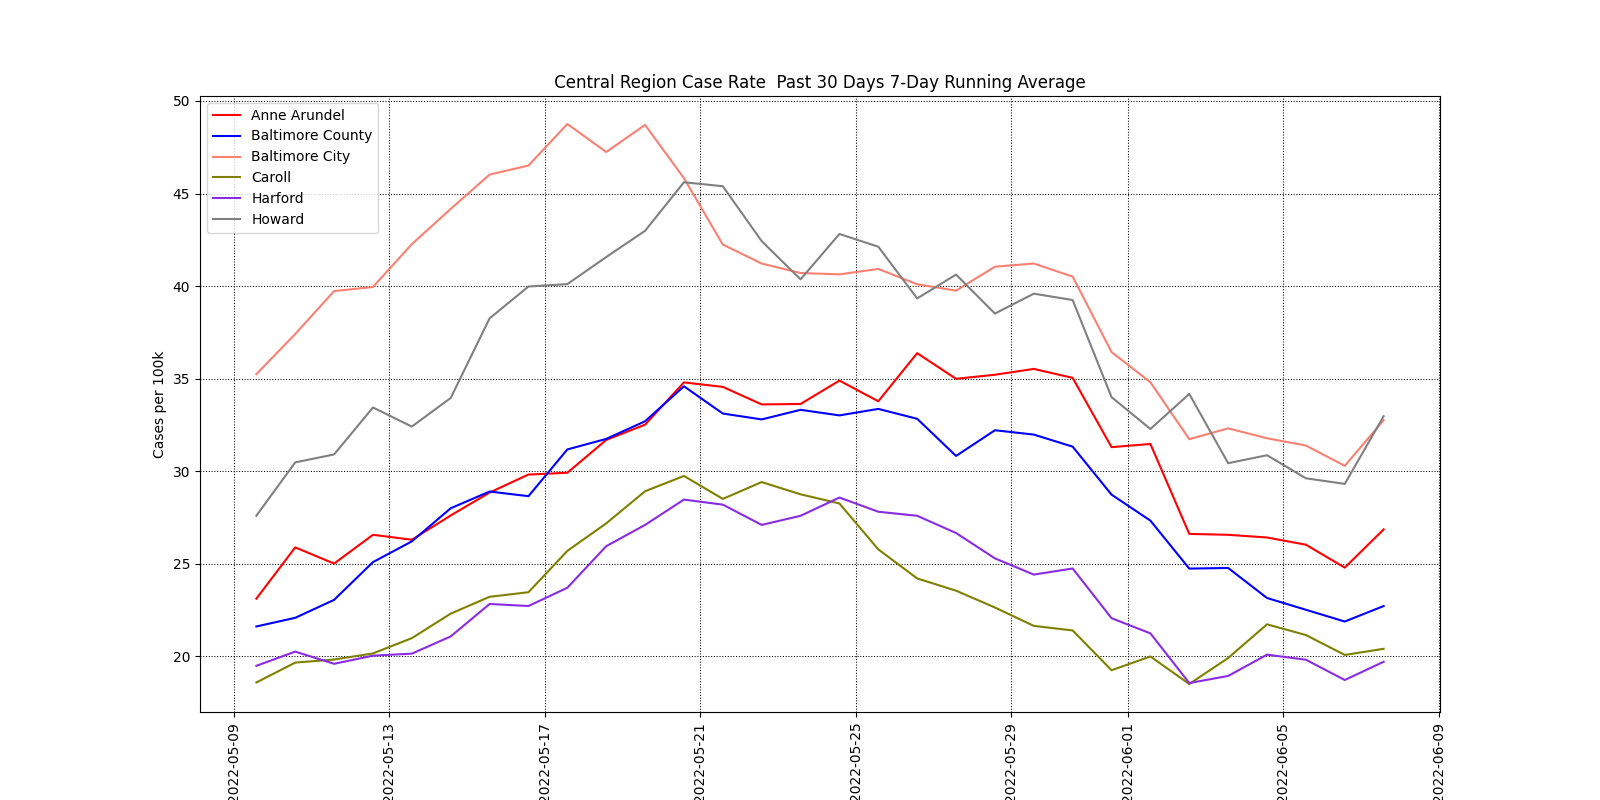 Central Region Case Rate  Past 30 Days 7-Day Running Average
Anne Arundel
Baltimore County
Baltimore City
Caroll
Harford
Howard
Cases per 100k
50
45
40
35
30
25
20
2022-05-09
2022-05-13
2022-05-17
2022-05-21
2022-05-25
2022-05-29
2022-06-01
2022-06-05
2022-06-09